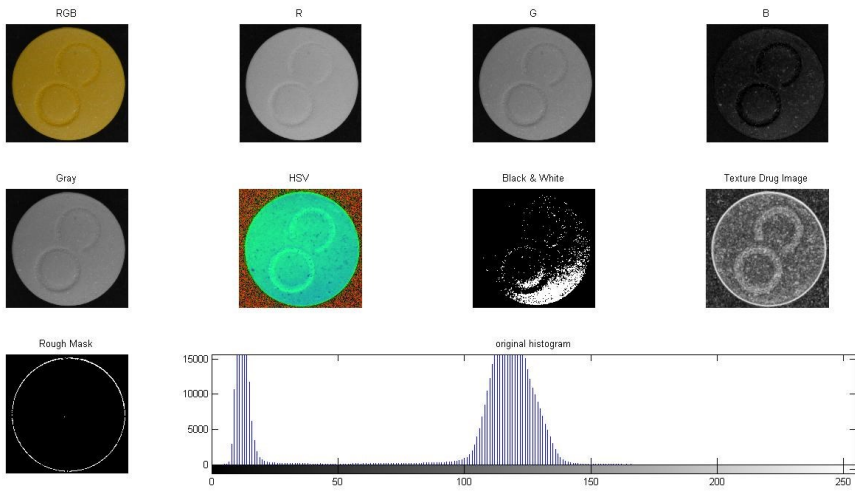 RGB
R
G
B
Gray
HSV
Black & White
Texture Drug Image
Rough Mask
original histogram
15000
10000
5000
0
0 50 100 150 200 250